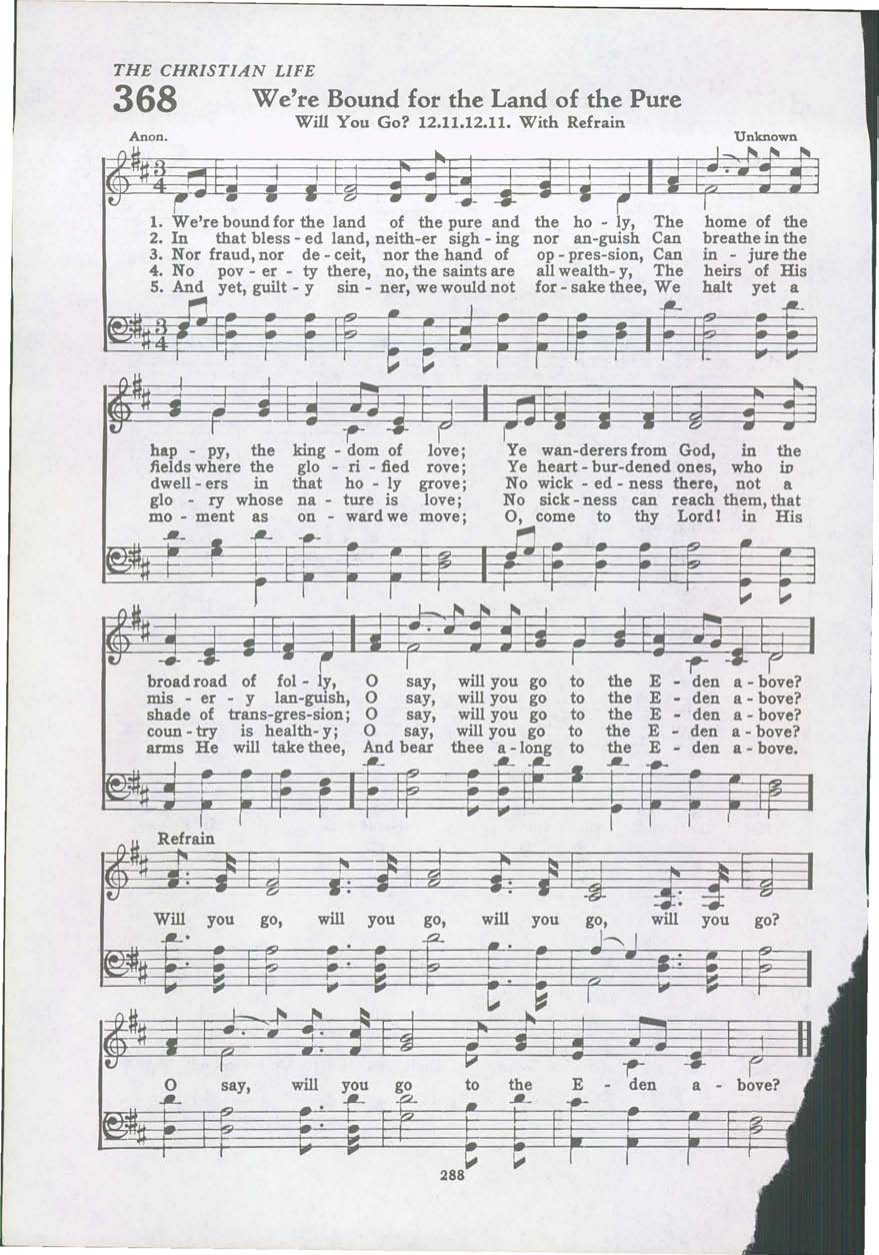 THE CHRISTIAN LIFE
368 We're Bound for the Land of the Pure
Will You Go? 12.11.12.11. With Refrain
Anon. Unknown
1. We're bound for the land of the pure and the ho - ly, The home of the
2. In that bless - ed land, neith-er sigh - ing nor an-guish Can breathe in the
3. Nor fraud, nor de - ceit, nor the hand of op - pres-sion, Can in - jure the
4. No pov - er - ty there, no, the saints are all wealth-y, The heirs of His
5. And yet, guilt - y sin - ner, we would not for - sake thee, We halt yet a
hap - py, the king - dom of love; Ye wan-derers from God, in the
fields where the glo - ri - fied rove; Ye heart - bur-dened ones, who in
dwell - ers in that ho - ly grove; No wick - ed - ness there, not a
glo - ry whose na - ture is love; No sick - ness can reach them, that
mo - ment as on - ward we move; O, come to thy Lord! in His
broad road of fol - ly, O say, will you go to the E - den a - bove?
mis - er - y lan-guish, O say, will you go to the E - den a - bove?
shade of trans-gres-sion; O say, will you go to the E - den a - bove?
coun - try is health-y; O say, will you go to the E - den a - bove?
arms He will take thee, And bear thee a - long to the E - den a - bove.
Refrain
Will you go, will you go, will you go, will you go?
O say, will you go to the E - den a - bove?
288